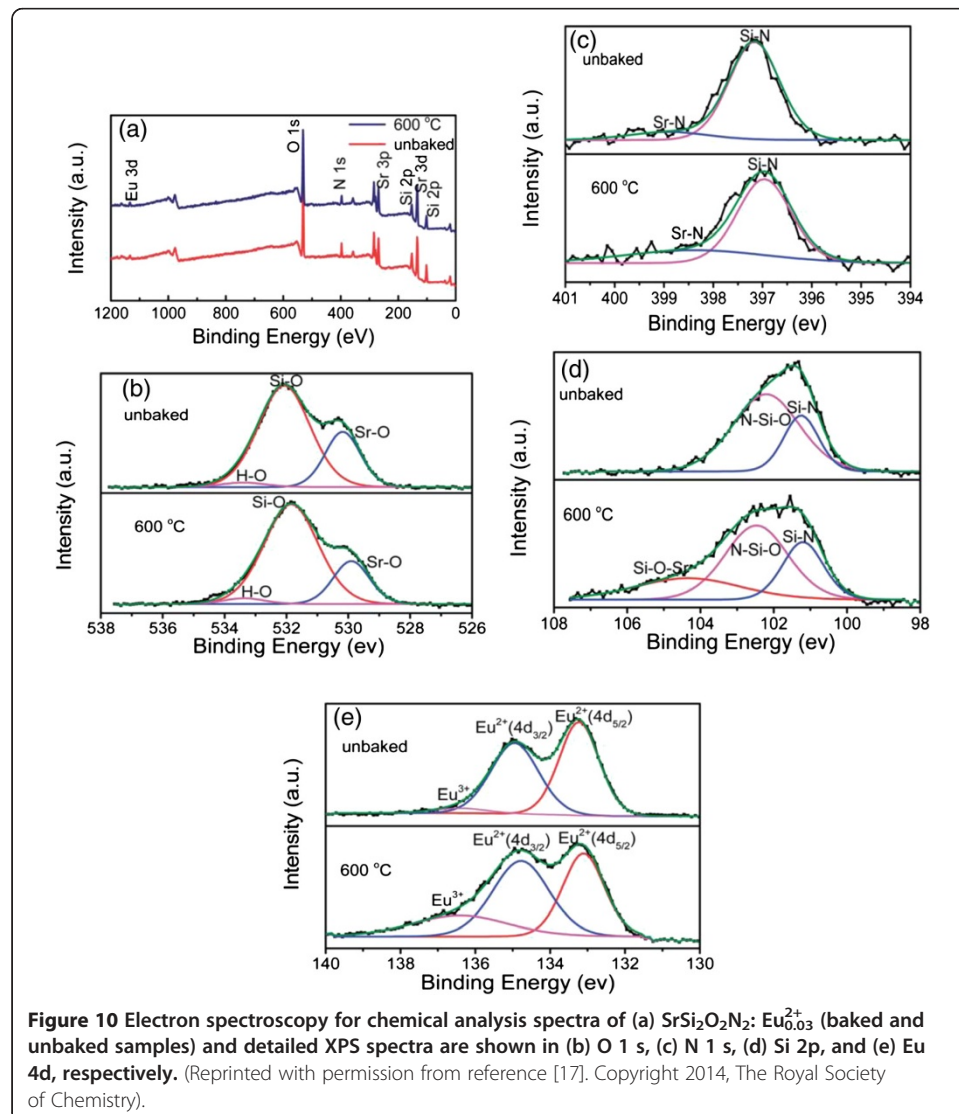 (a)
600 °C
unbaked
Eu 3d
O 1s
N 1s
Sr 3p
Si 2p
Sr 3d
Si 2p
Intensity (a.u.)
1200 1000 800 600 400 200 0
Binding Energy (eV)
(c)
unbaked
Si-N
Sr-N
600 °C
Si-N
Sr-N
Intensity (a.u.)
401 400 399 398 397 396 395 394
Binding Energy (ev)
(b)
unbaked
Si-O
Sr-O
H-O
600 °C
Si-O
Sr-O
H-O
Intensity (a.u.)
538 536 534 532 530 528 526
Binding Energy (ev)
(d)
unbaked
N-Si-O
Si-N
600 °C
Si-O-Sr
N-Si-O
Si-N
Intensity (a.u.)
108 106 104 102 100 98
Binding Energy (ev)
(e)
unbaked
Eu²⁺(4d₃/₂)
Eu²⁺(4d₅/₂)
Eu³⁺
600 °C
Eu²⁺(4d₃/₂)
Eu²⁺(4d₅/₂)
Eu³⁺
Intensity (a.u.)
140 138 136 134 132 130
Binding Energy (ev)
Figure 10 Electron spectroscopy for chemical analysis spectra of (a) SrSi₂O₂N₂: Eu²⁺₀.₀₃ (baked and
unbaked samples) and detailed XPS spectra are shown in (b) O 1 s, (c) N 1 s, (d) Si 2p, and (e) Eu
4d, respectively. (Reprinted with permission from reference [17]. Copyright 2014, The Royal Society
of Chemistry).